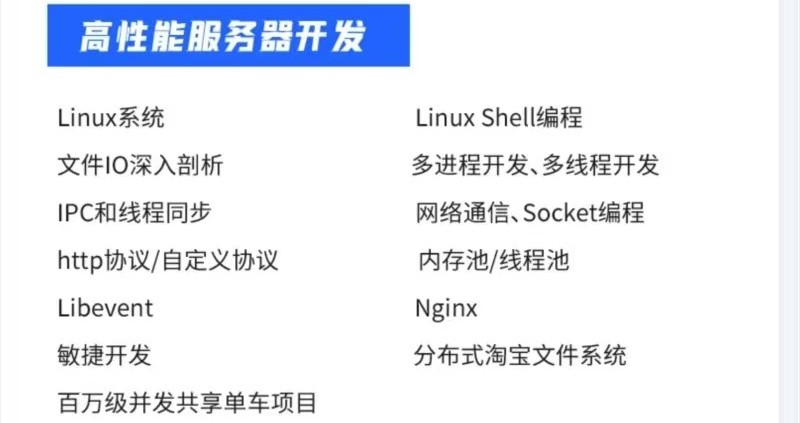 高性能服务器开发
Linux系统 Linux Shell编程
文件IO深入剖析 多进程开发、多线程开发
IPC和线程同步 网络通信、Socket编程
http协议/自定义协议 内存池/线程池
Libevent Nginx
敏捷开发 分布式淘宝文件系统
百万级并发共享单车项目